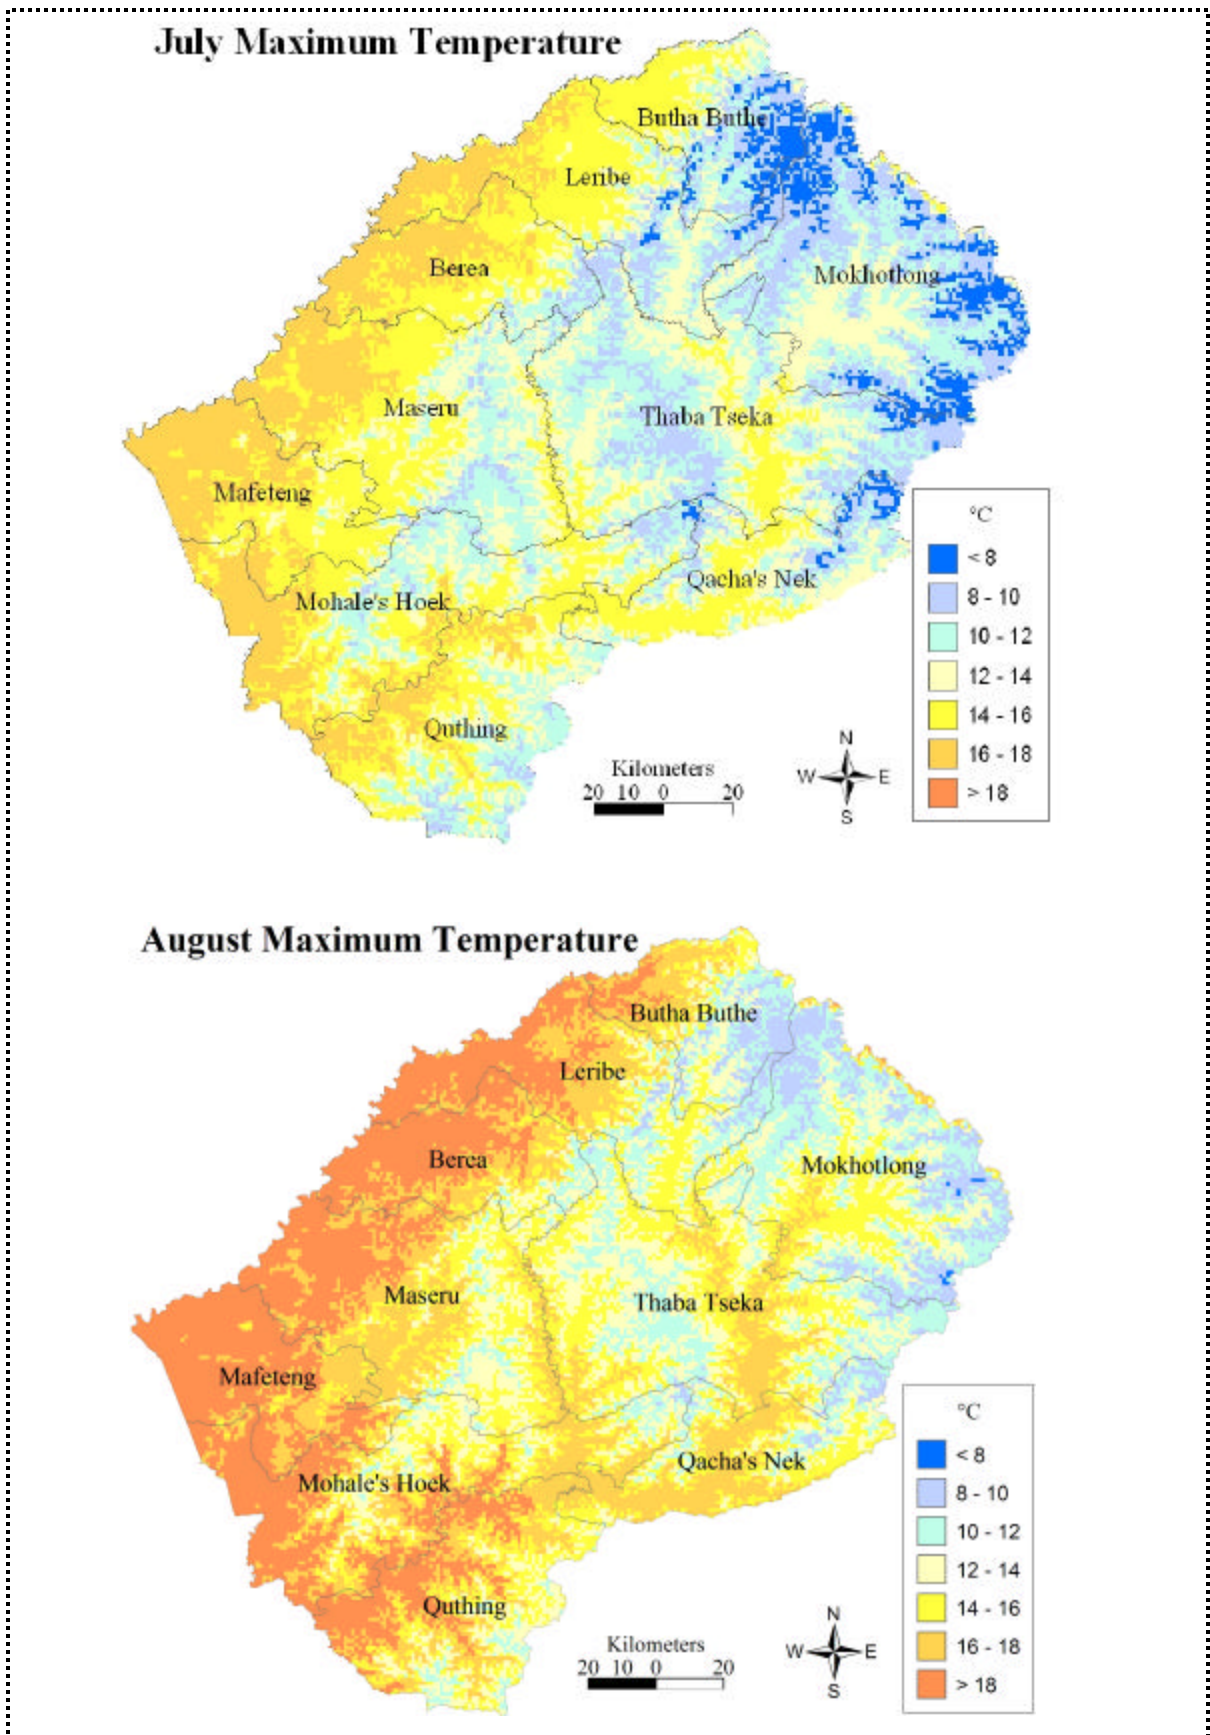 July Maximum Temperature
Butha Buthe
Leribe
Berea
Mokhotlong
Maseru
Thaba Tseka
Mafeteng
Qacha's Nek
Mohale's Hoek
Quthing
Kilometers
20 10 0 20
N
W E
S
°C
< 8
8 - 10
10 - 12
12 - 14
14 - 16
16 - 18
> 18
August Maximum Temperature
Butha Buthe
Leribe
Berea
Mokhotlong
Maseru
Thaba Tseka
Mafeteng
Qacha's Nek
Mohale's Hoek
Quthing
Kilometers
20 10 0 20
N
W E
S
°C
< 8
8 - 10
10 - 12
12 - 14
14 - 16
16 - 18
> 18